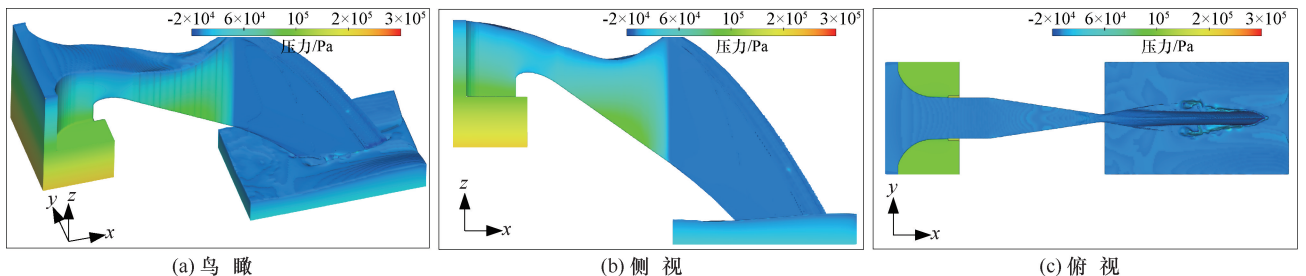 -2×10⁴ 6×10⁴ 10⁵ 2×10⁵ 3×10⁵
压力/Pa
y z x
(a) 鸟 瞰
-2×10⁴ 6×10⁴ 10⁵ 2×10⁵ 3×10⁵
压力/Pa
z x
(b) 侧 视
-2×10⁴ 6×10⁴ 10⁵ 2×10⁵ 3×10⁵
压力/Pa
y x
(c) 俯 视